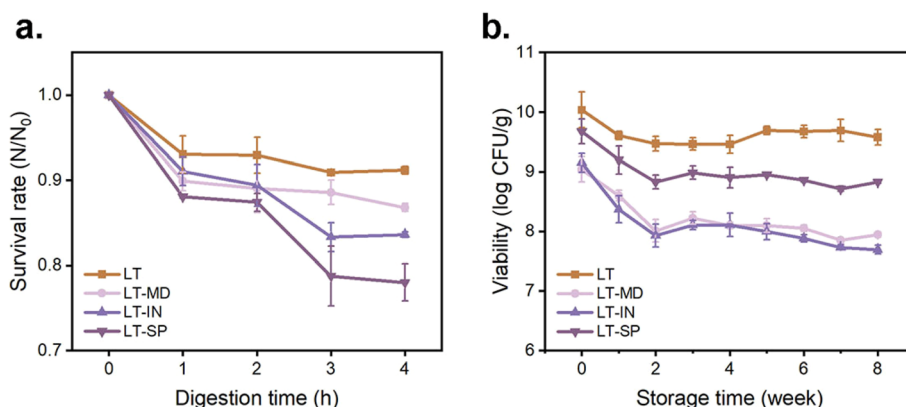 a.
Survival rate (N/N₀)
1.0
0.9
0.8
0.7
LT
LT-MD
LT-IN
LT-SP
0 1 2 3 4
Digestion time (h)
b.
Viability (log CFU/g)
11
10
9
8
7
6
LT
LT-MD
LT-IN
LT-SP
0 2 4 6 8
Storage time (week)